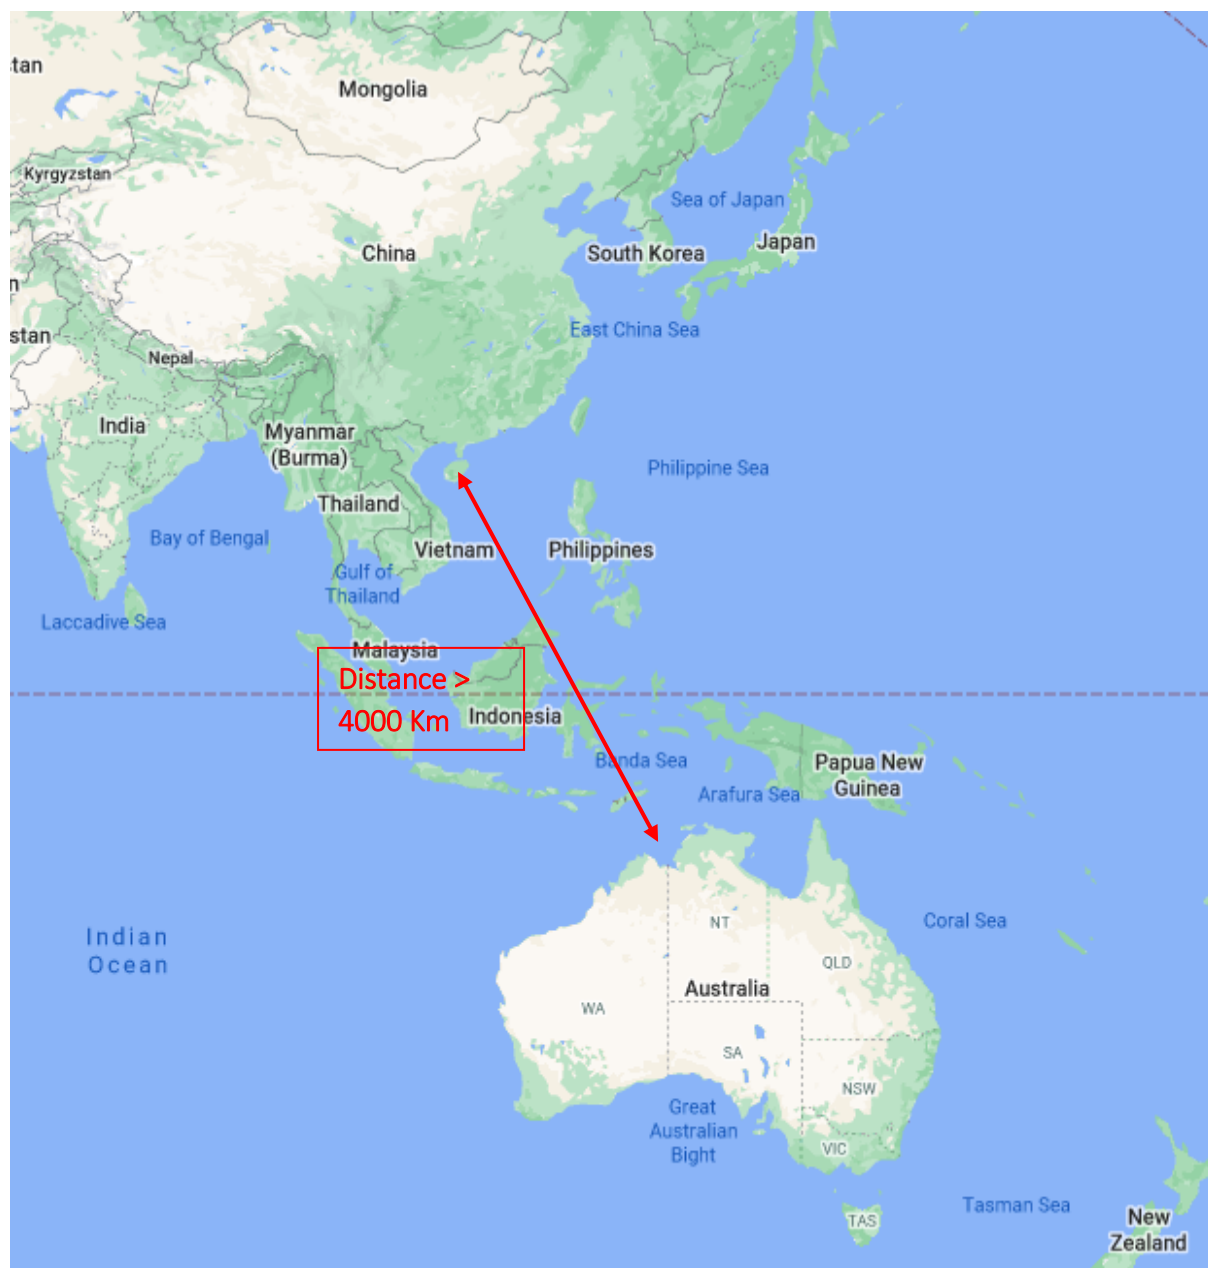 tan
Mongolia
Kyrgyzstan
Sea of Japan
Japan
China
South Korea
n
East China Sea
stan
Nepal
India
Myanmar
(Burma)
Philippine Sea
Thailand
Bay of Bengal
Vietnam
Philippines
Gulf of
Thailand
Laccadive Sea
Malaysia
Distance >
4000 Km
Indonesia
Banda Sea
Papua New
Guinea
Arafura Sea
Indian
Ocean
NT
Coral Sea
QLD
Australia
WA
SA
NSW
Great
Australian
Bight
VIC
Tasman Sea
TAS
New
Zealand